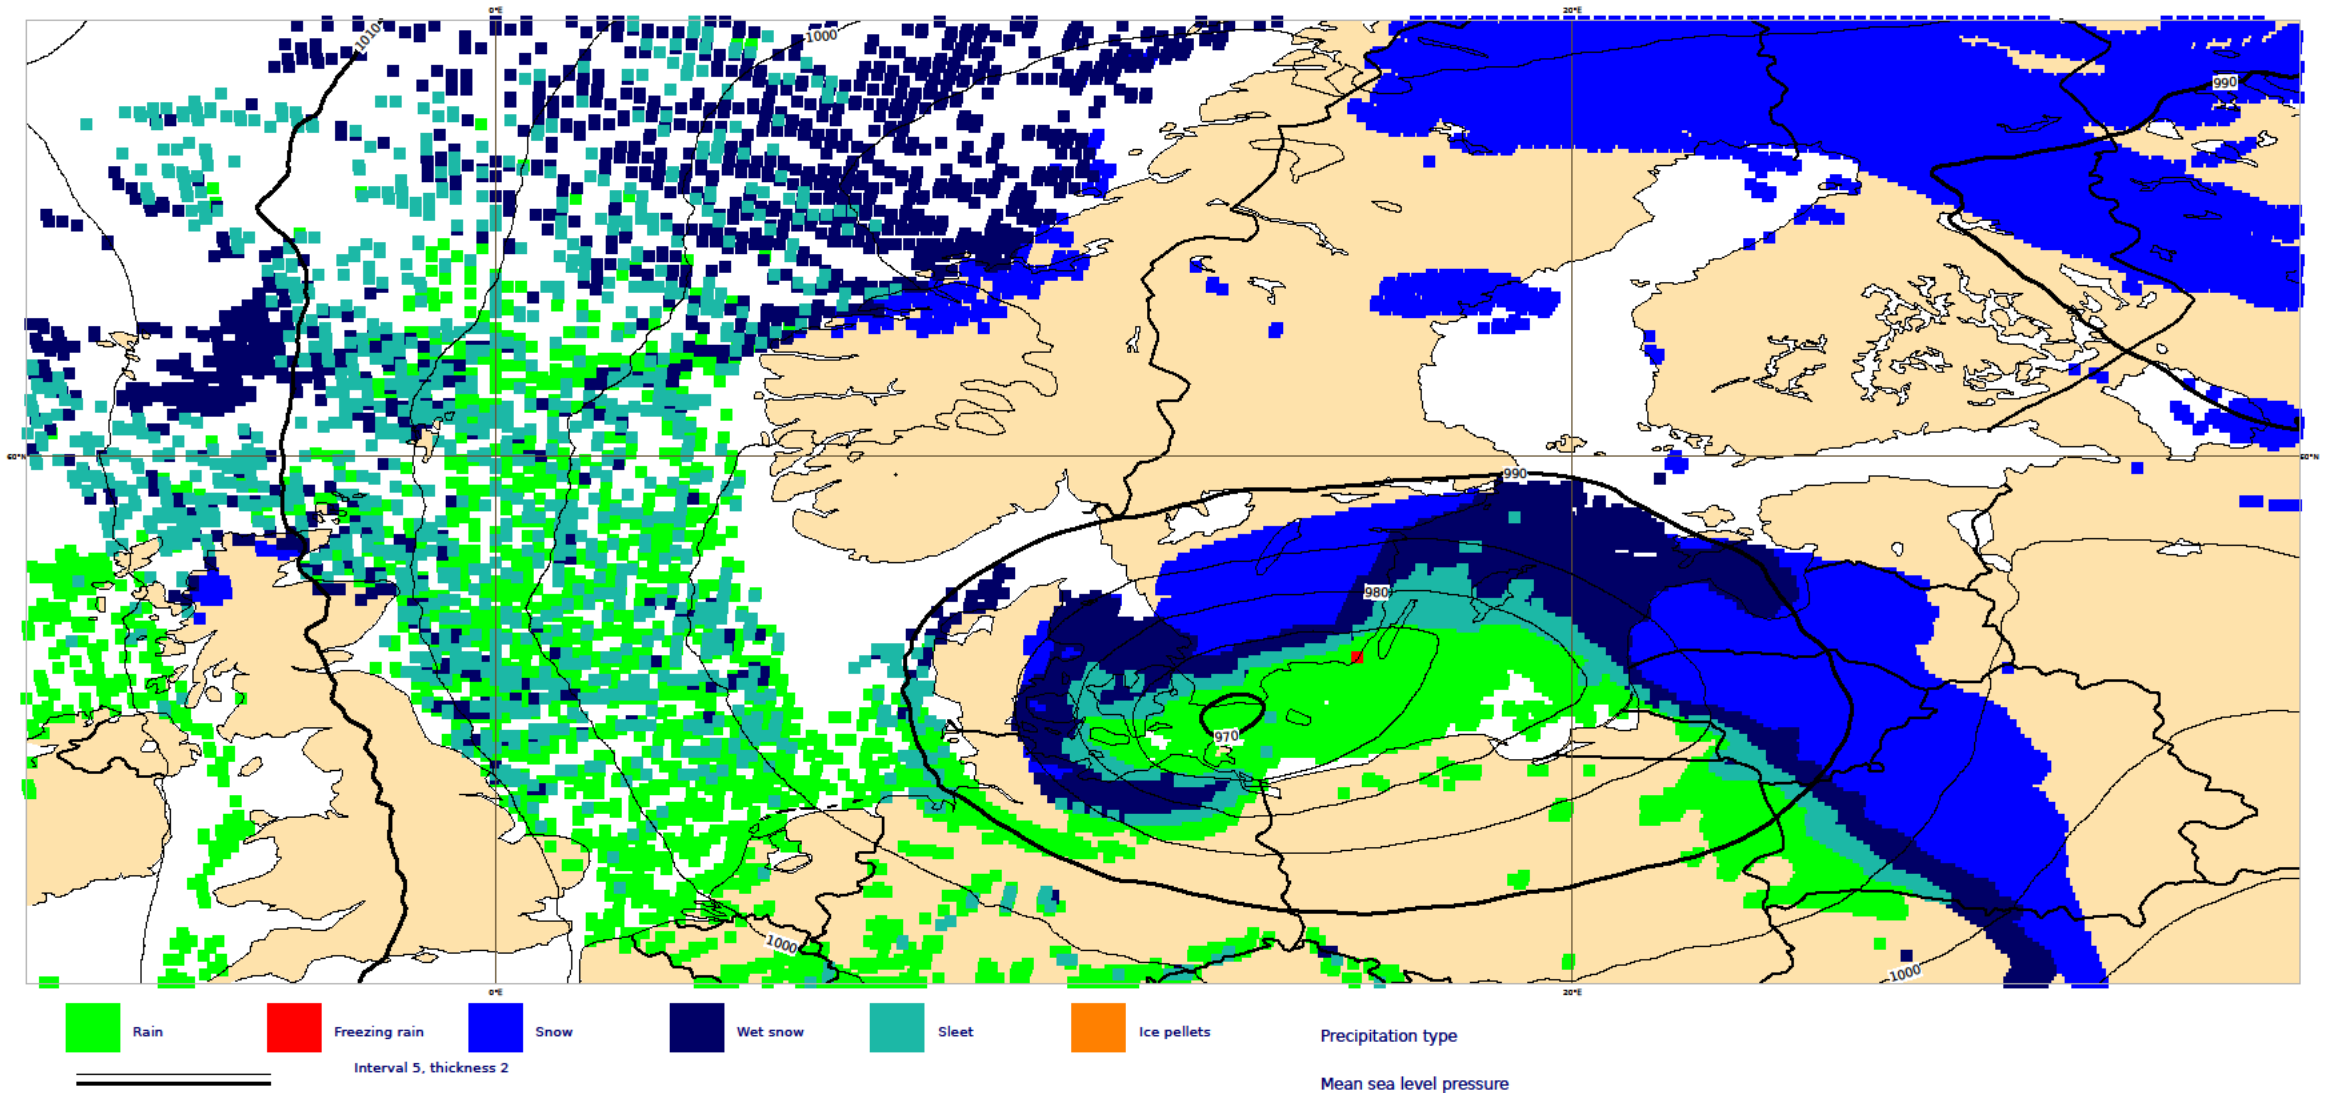 0°E
20°E
1010
1000
990
60°N
60°N
990
980
970
1000
1000
0°E
20°E
Rain
Freezing rain
Snow
Wet snow
Sleet
Ice pellets
Precipitation type
Interval 5, thickness 2
Mean sea level pressure